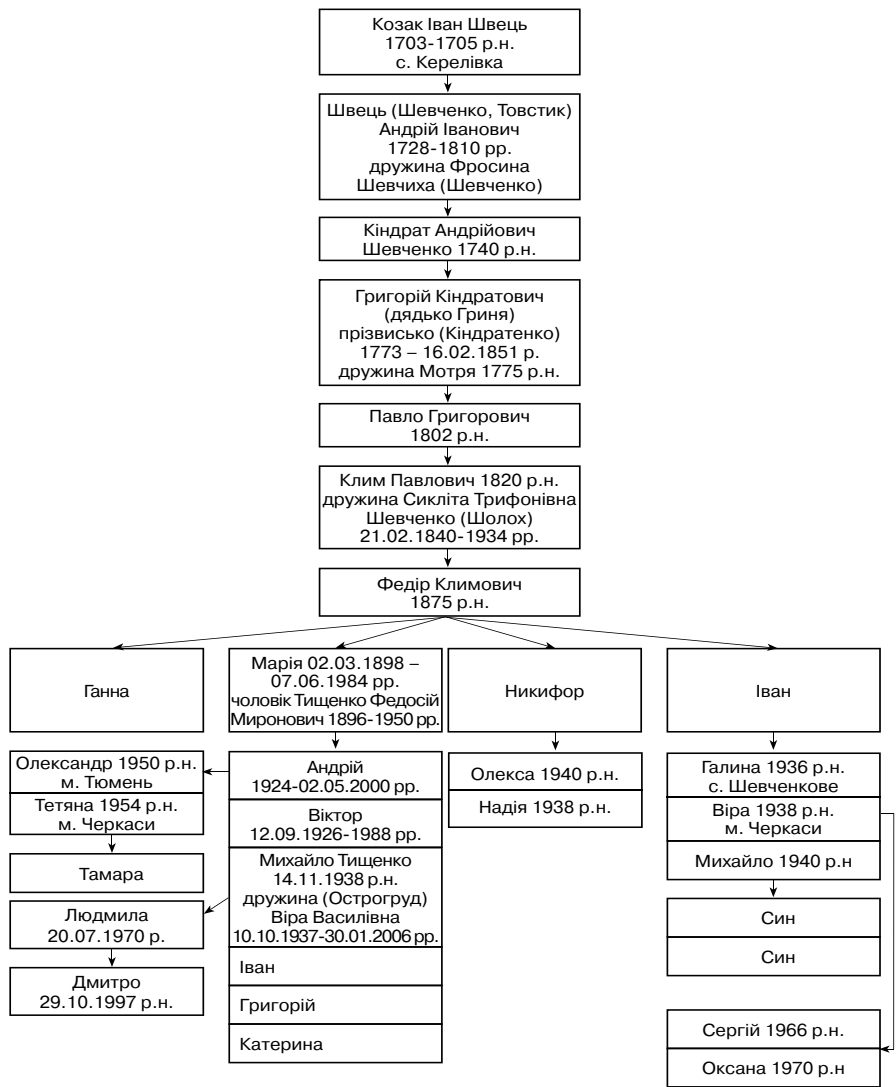 Козак Іван Швець
1703-1705 р.н.
с. Керелівка
Швець (Шевченко, Товстик)
Андрій Іванович
1728-1810 рр.
дружина Фросина
Шевчиха (Шевченко)
Кіндрат Андрійович
Шевченко 1740 р.н.
Григорій Кіндратович
(дядько Гриня)
прізвисько (Кіндратенко)
1773 – 16.02.1851 р.
дружина Мотря 1775 р.н.
Павло Григорович
1802 р.н.
Клим Павлович 1820 р.н.
дружина Сикліта Трифонівна
Шевченко (Шолох)
21.02.1840-1934 рр.
Федір Климович
1875 р.н.
Ганна
Марія 02.03.1898 –
07.06.1984 рр.
чоловік Тищенко Федосій
Миронович 1896-1950 рр.
Никифор
Іван
Олександр 1950 р.н.
м. Тюмень
Тетяна 1954 р.н.
м. Черкаси
Тамара
Людмила
20.07.1970 р.
Дмитро
29.10.1997 р.н.
Андрій
1924-02.05.2000 рр.
Віктор
12.09.1926-1988 рр.
Михайло Тищенко
14.11.1938 р.н.
дружина (Острогруд)
Віра Василівна
10.10.1937-30.01.2006 рр.
Іван
Григорій
Катерина
Олекса 1940 р.н.
Надія 1938 р.н.
Галина 1936 р.н.
с. Шевченкове
Віра 1938 р.н.
м. Черкаси
Михайло 1940 р.н
Син
Син
Сергій 1966 р.н.
Оксана 1970 р.н